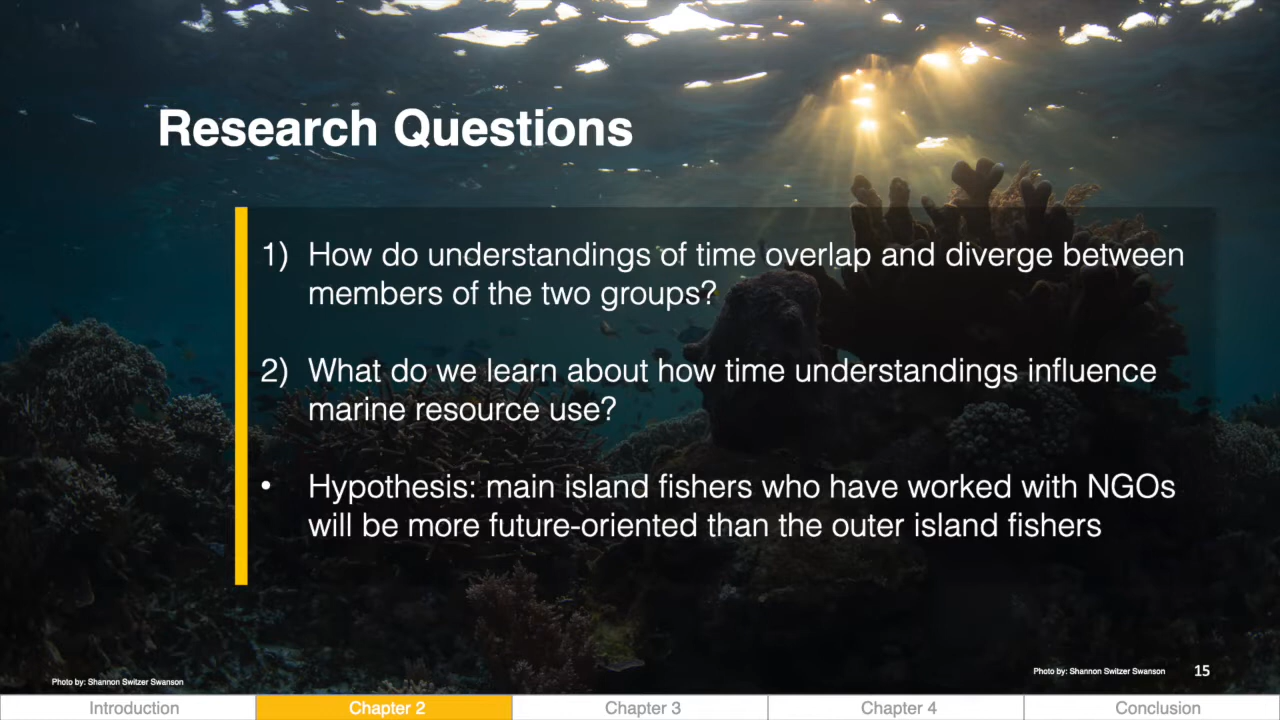 Research Questions
1) How do understandings of time overlap and diverge between
members of the two groups?
2) What do we learn about how time understandings influence
marine resource use?
• Hypothesis: main island fishers who have worked with NGOs
will be more future-oriented than the outer island fishers
Photo by: Shannon Switzer Swanson
Photo by: Shannon Switzer Swanson
15
Introduction
Chapter 2
Chapter 3
Chapter 4
Conclusion